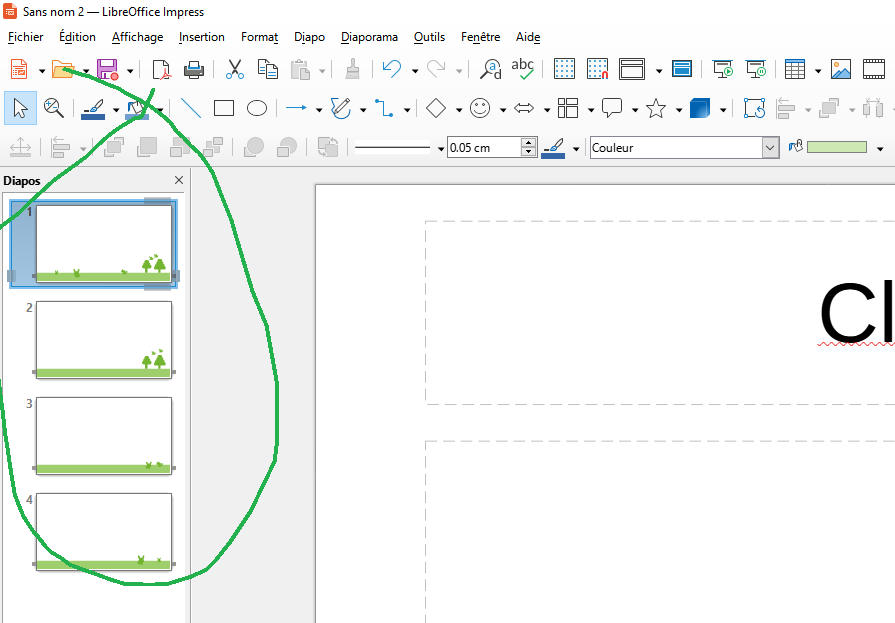 Sans nom 2 — LibreOffice Impress
Fichier Édition Affichage Insertion Format Diapo Diaporama Outils Fenêtre Aide
abc
0.05 cm Couleur
Diapos
1
Cl
2
3
4